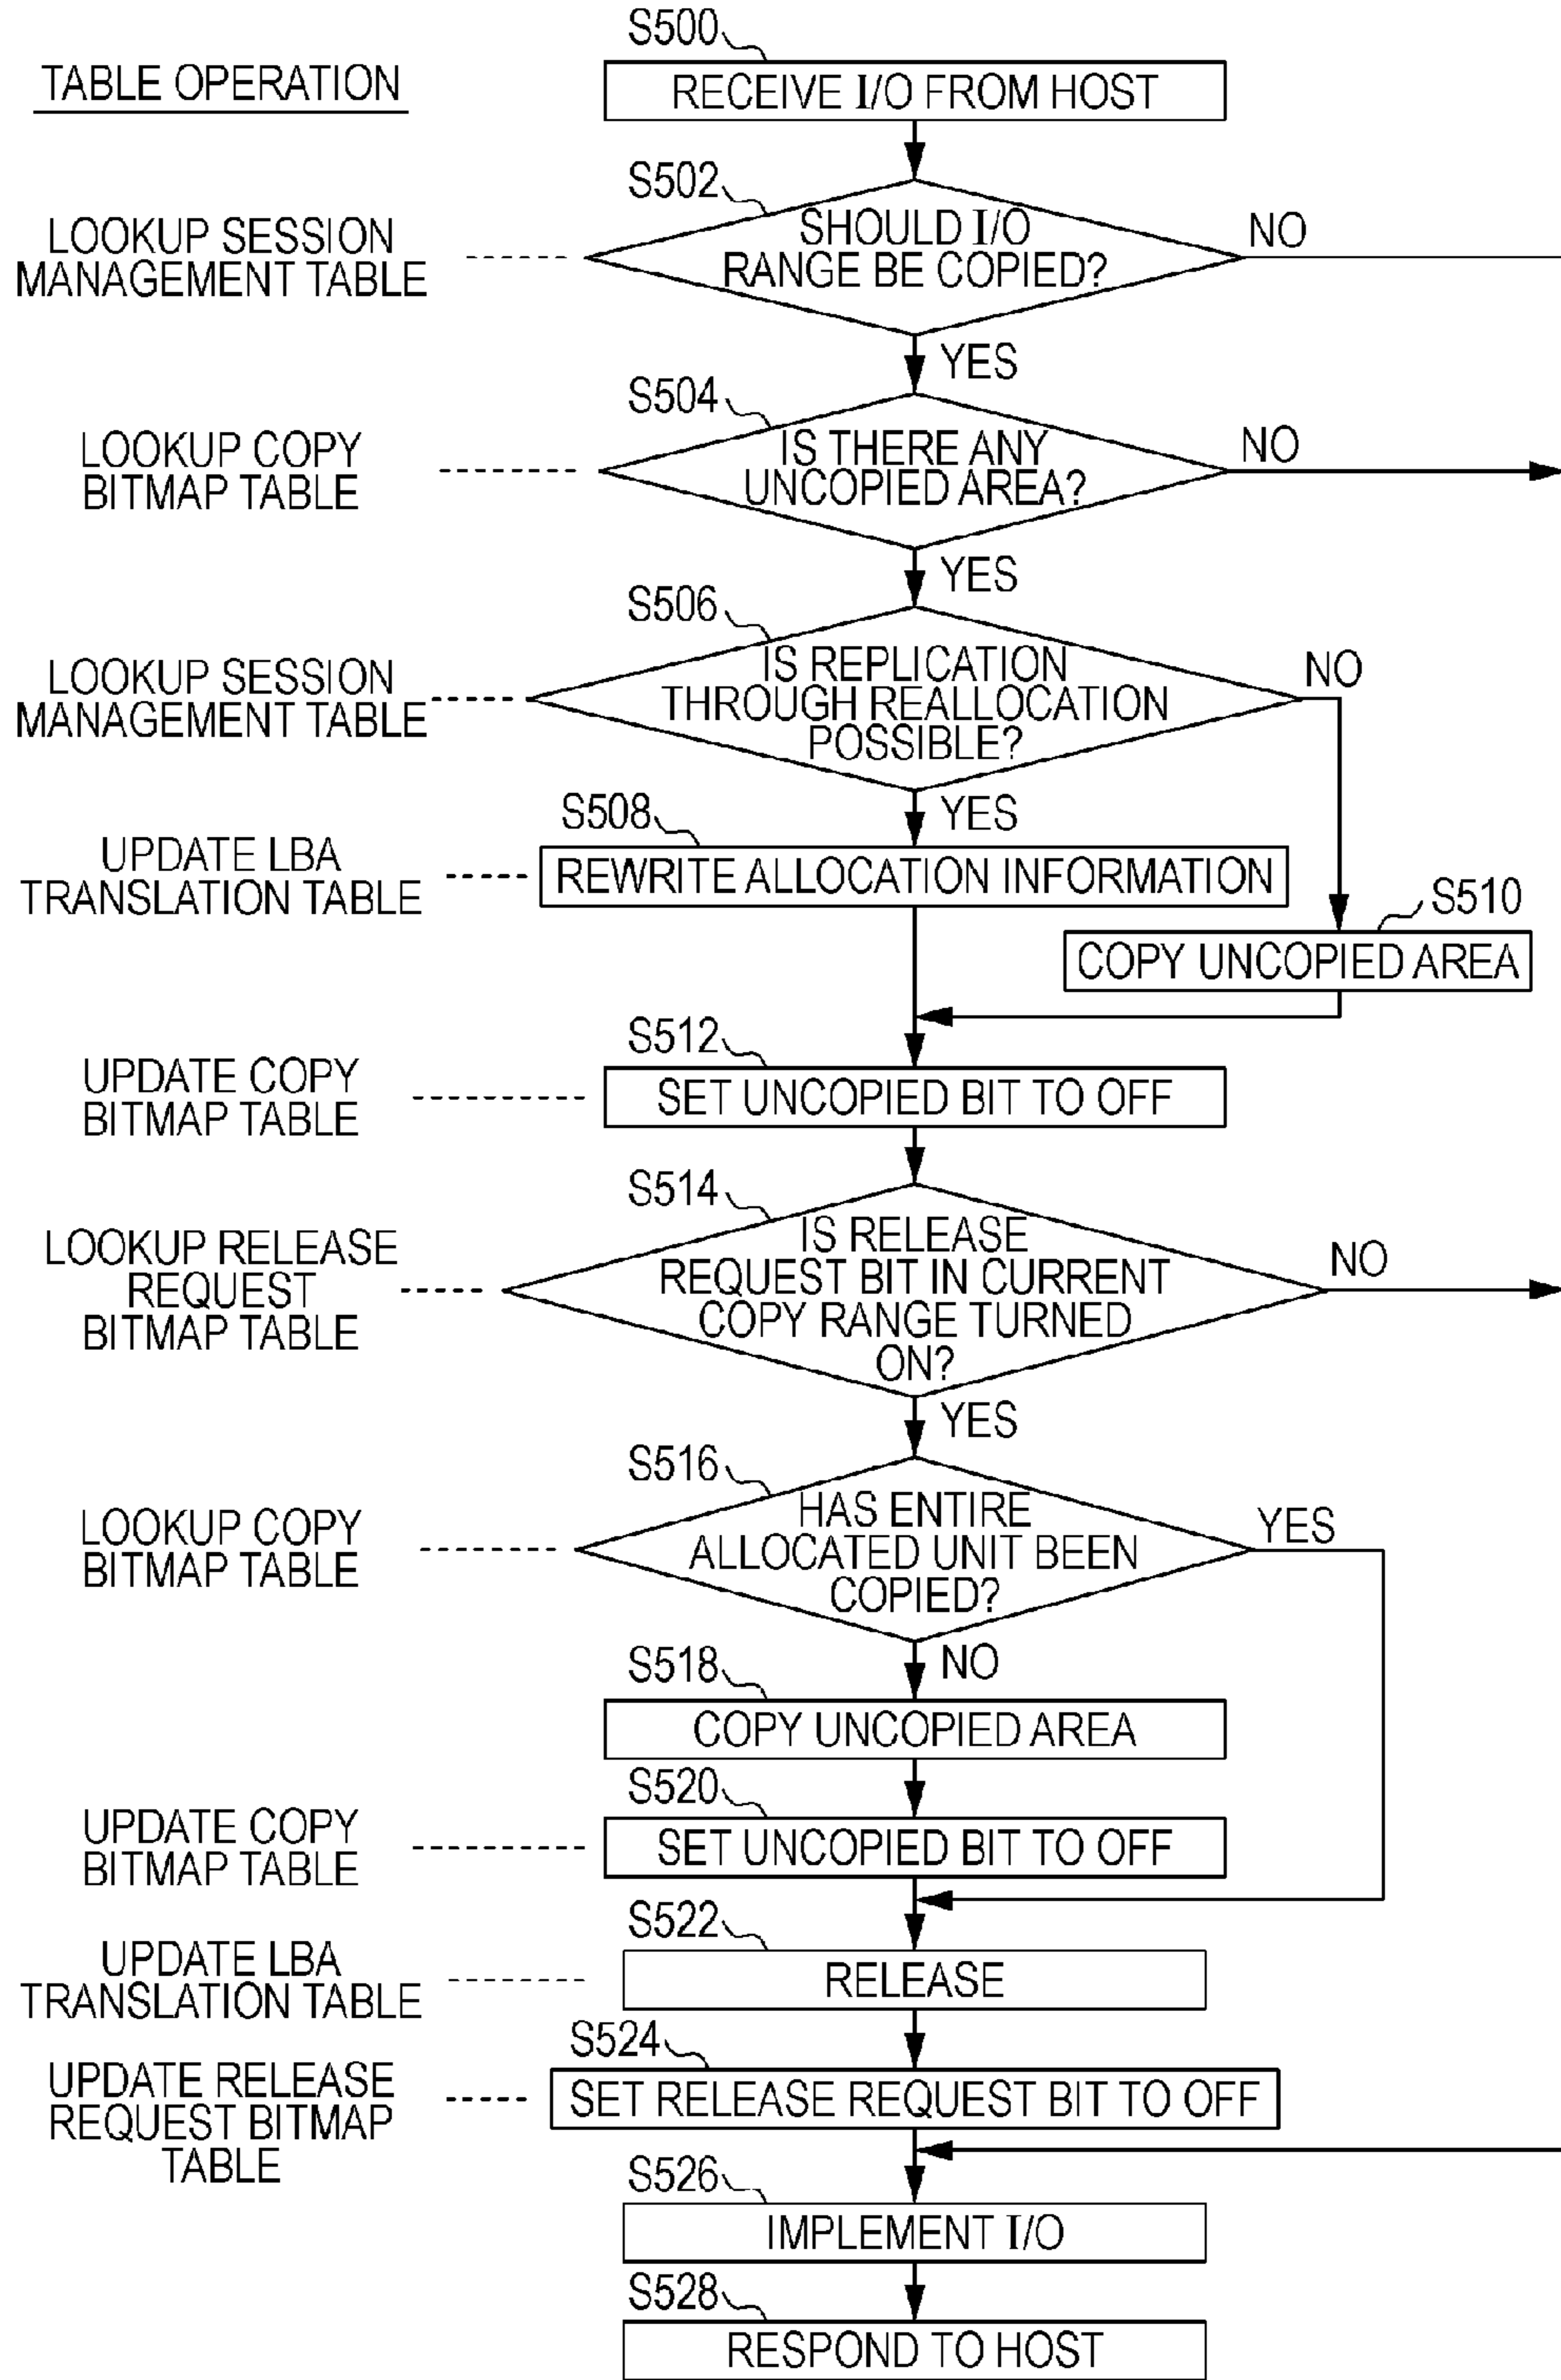 TABLE OPERATION
S500
RECEIVE I/O FROM HOST
LOOKUP SESSION
MANAGEMENT TABLE
S502
SHOULD I/O
RANGE BE COPIED?
NO
YES
LOOKUP COPY
BITMAP TABLE
S504
IS THERE ANY
UNCOPIED AREA?
NO
YES
LOOKUP SESSION
MANAGEMENT TABLE
S506
IS REPLICATION
THROUGH REALLOCATION
POSSIBLE?
NO
YES
UPDATE LBA
TRANSLATION TABLE
S508
REWRITE ALLOCATION INFORMATION
S510
COPY UNCOPIED AREA
UPDATE COPY
BITMAP TABLE
S512
SET UNCOPIED BIT TO OFF
LOOKUP RELEASE
REQUEST
BITMAP TABLE
S514
IS RELEASE
REQUEST BIT IN CURRENT
COPY RANGE TURNED
ON?
NO
YES
LOOKUP COPY
BITMAP TABLE
S516
HAS ENTIRE
ALLOCATED UNIT BEEN
COPIED?
YES
NO
S518
COPY UNCOPIED AREA
UPDATE COPY
BITMAP TABLE
S520
SET UNCOPIED BIT TO OFF
UPDATE LBA
TRANSLATION TABLE
S522
RELEASE
UPDATE RELEASE
REQUEST BITMAP
TABLE
S524
SET RELEASE REQUEST BIT TO OFF
S526
IMPLEMENT I/O
S528
RESPOND TO HOST